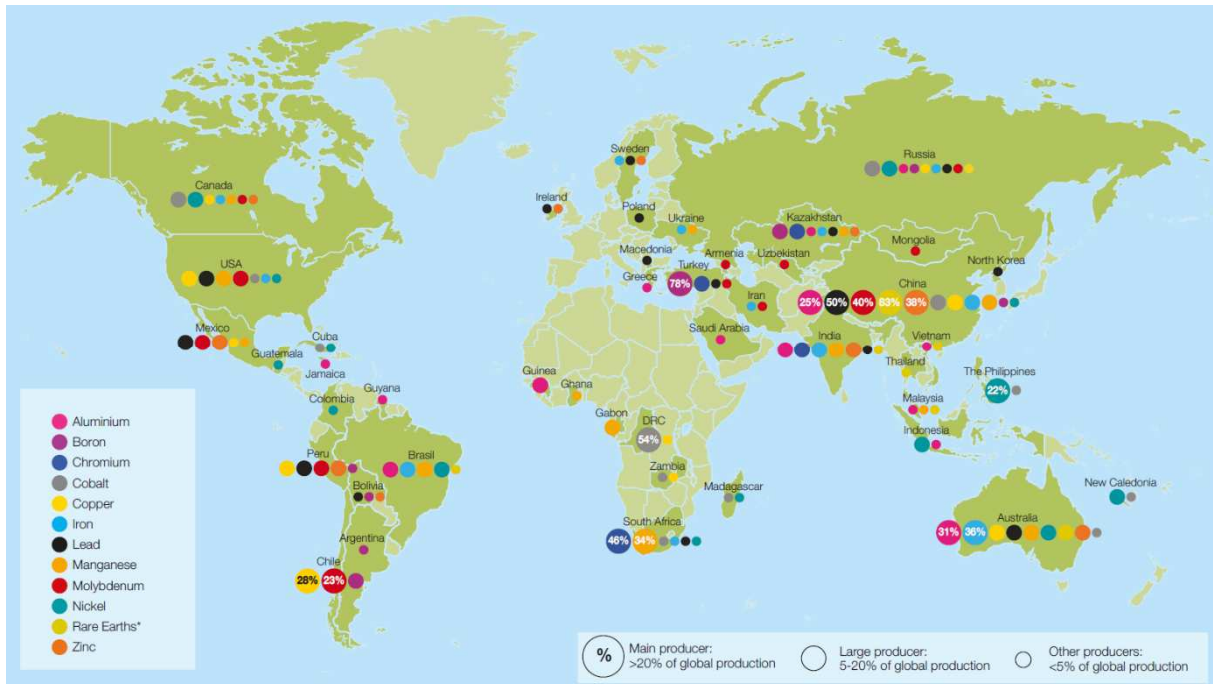 Sweden
Russia
Canada
Ireland
Poland
Ukraine
Kazakhstan
Mongolia
Macedonia
Armenia
Uzbekistan
North Korea
USA
Turkey
Greece
78%
China
Iran
25% 50% 40% 83% 38%
Mexico
Cuba
Saudi Arabia
India
Vietnam
Guatemala
Jamaica
Thailand
Guinea
The Philippines
Guyana
Ghana
22%
Colombia
Gabon
DRC
Malaysia
54%
Indonesia
Peru
Brasil
Zambia
Bolivia
Madagascar
New Caledonia
South Africa
Australia
46% 34%
31% 36%
Argentina
Chile
28% 23%
Aluminium
Boron
Chromium
Cobalt
Copper
Iron
Lead
Manganese
Molybdenum
Nickel
Rare Earths*
Zinc
%
Main producer:
>20% of global production
Large producer:
5-20% of global production
Other producers:
<5% of global production